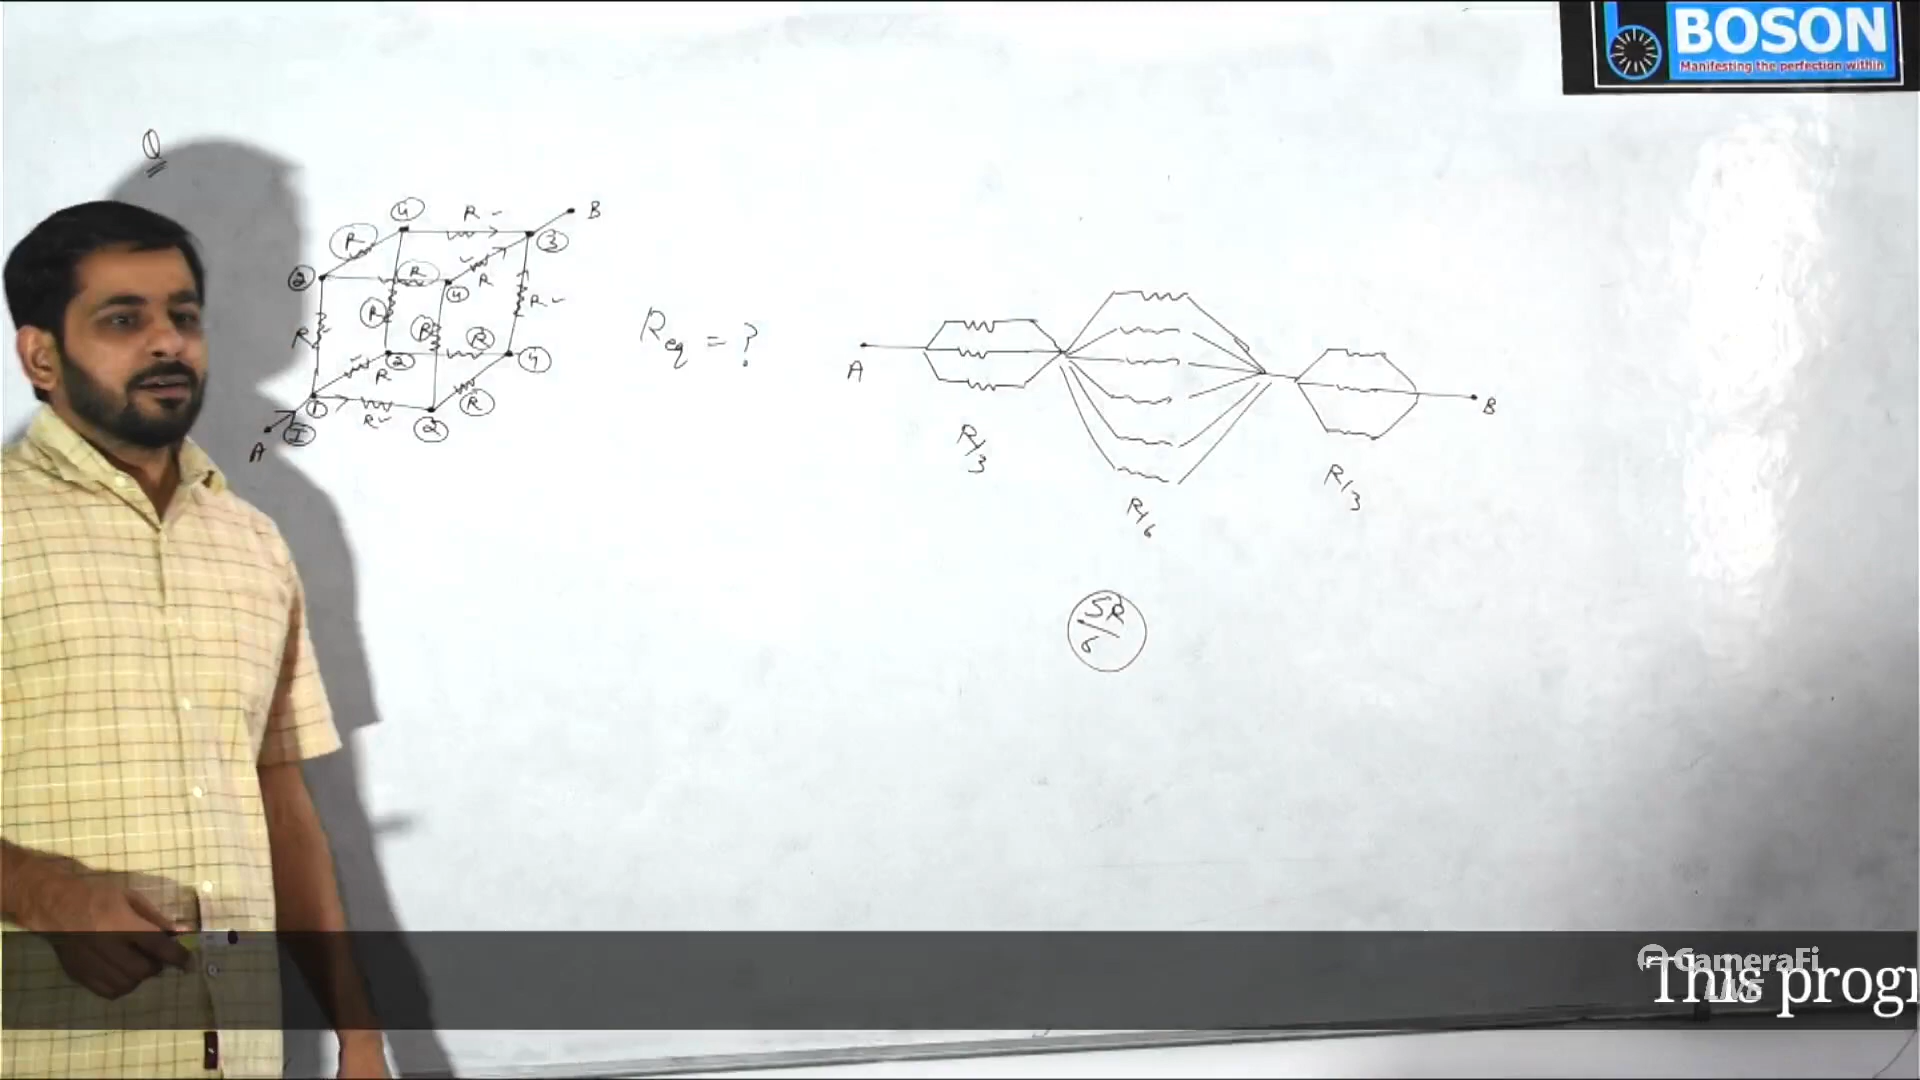 BOSON
Manifesting the perfection within
Q
4
R
B
R
3
2
R
4
R
R
R
R
R
R
2
4
R
1
R
R
2
I
A
Req = ?
A
B
R/3
R/6
R/3
5R/6
CameraFi
LIVE
This progr